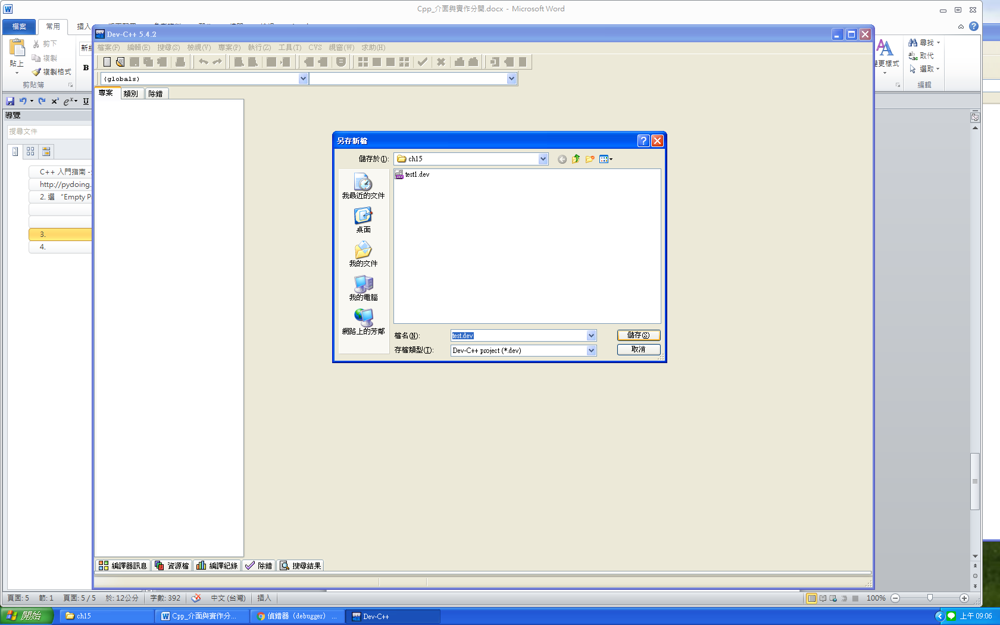 Cpp_介面與實作分開.docx - Microsoft Word
檔案
常用
插入
剪下
複製
貼上
複製格式
剪貼簿
B
變更樣式
尋找
取代
選取
編輯
U
導覽
搜尋文件
C++ 入門指南 -
http://pydoing.
2. 選 “Empty P
3.
4.
Dev-C++ 5.4.2
檔案(F) 編輯(E) 搜尋(S) 檢視(V) 專案(P) 執行(Z) 工具(T) CVS 視窗(W) 求助(H)
(globals)
專案 類別 除錯
另存新檔
儲存於(I): ch15
test1.dev
我最近的文件
桌面
我的文件
我的電腦
網路上的芳鄰
檔名(N): test.dev 儲存(S)
存檔類型(T): Dev-C++ project (*.dev) 取消
編譯器訊息 資源檔 編譯紀錄 除錯 搜尋結果
頁面: 5 節: 1 頁面: 5 / 5 於: 12公分 字數: 392 中文 (台灣) 插入 100%
開始 ch15 Cpp_介面與實作分... 偵錯器 (debugger) ... Dev-C++ 上午 09:06